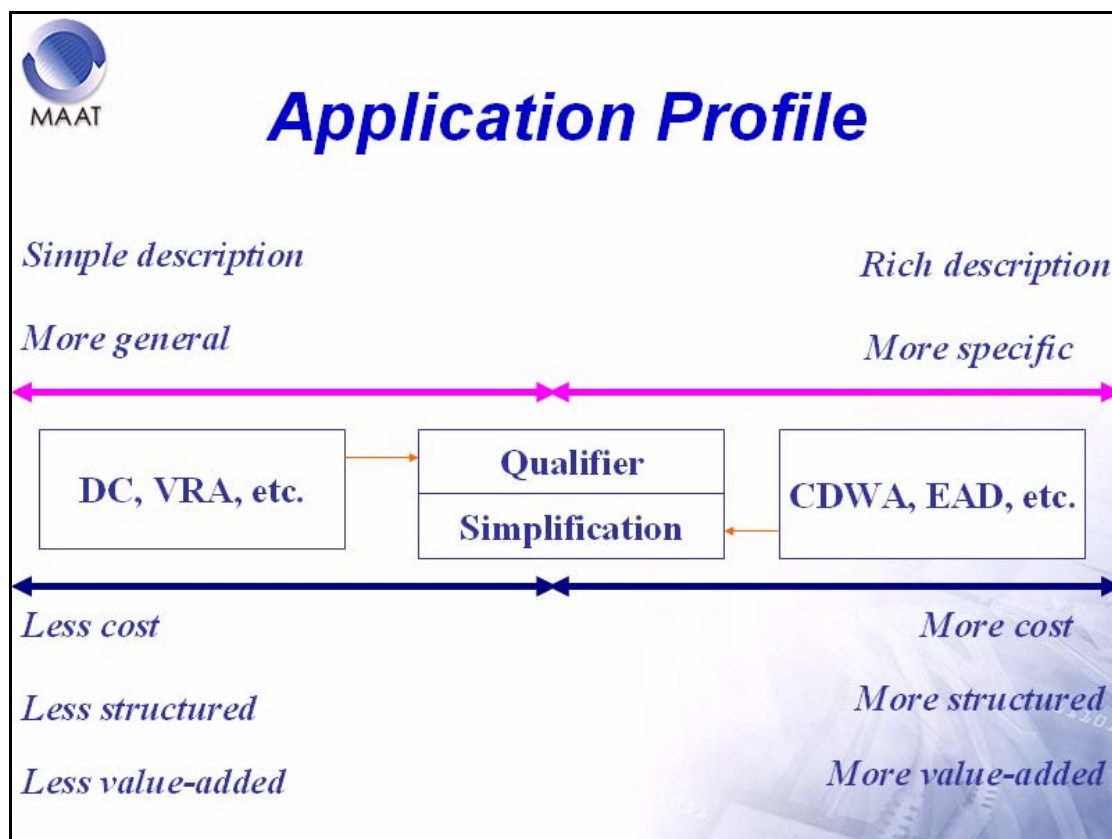 MAAT
Application Profile
Simple description
Rich description
More general
More specific
DC, VRA, etc.
Qualifier
Simplification
CDWA, EAD, etc.
Less cost
More cost
Less structured
More structured
Less value-added
More value-added